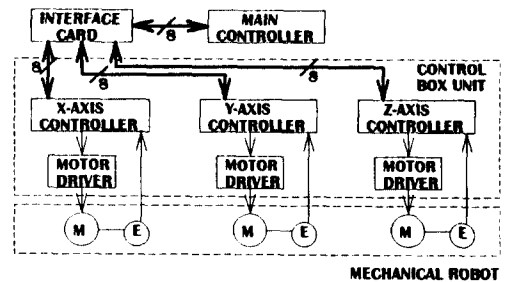 INTERFACE
CARD
8
MAIN
CONTROLLER
8
8
8
CONTROL
BOX UNIT
X-AXIS
CONTROLLER
Y-AXIS
CONTROLLER
Z-AXIS
CONTROLLER
MOTOR
DRIVER
MOTOR
DRIVER
MOTOR
DRIVER
M
E
M
E
M
E
MECHANICAL ROBOT